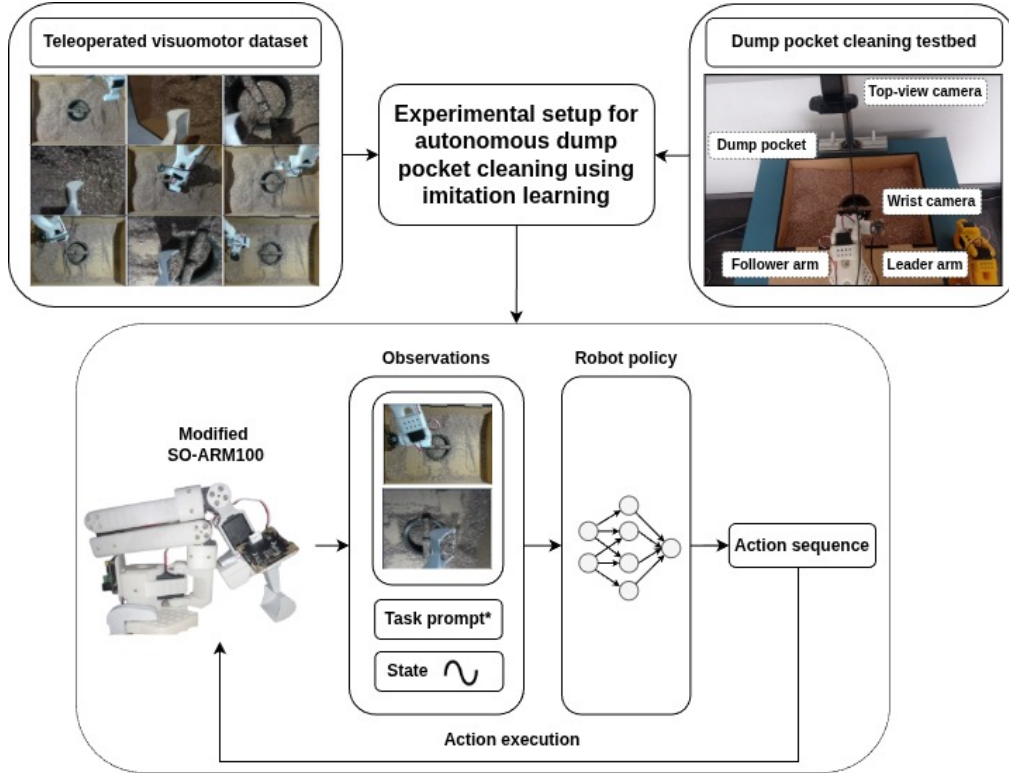 Teleoperated visuomotor dataset
Dump pocket cleaning testbed
Experimental setup for
autonomous dump
pocket cleaning using
imitation learning
Top-view camera
Dump pocket
Wrist camera
Follower arm
Leader arm
Observations
Robot policy
Modified
SO-ARM100
Action sequence
Task prompt*
State
Action execution